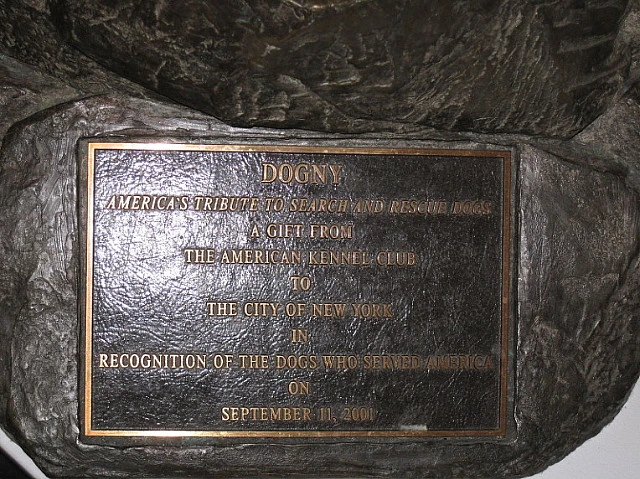 DOGNY
AMERICA'S TRIBUTE TO SEARCH AND RESCUE DOGS
A GIFT FROM
THE AMERICAN KENNEL CLUB
TO
THE CITY OF NEW YORK
IN
RECOGNITION OF THE DOGS WHO SERVED AMERICA
ON
SEPTEMBER 11, 2001